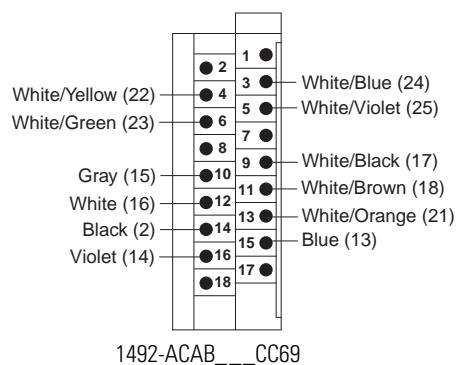 1
2
3 White/Blue (24)
White/Yellow (22) 4
5 White/Violet (25)
White/Green (23) 6
7
8
9 White/Black (17)
Gray (15) 10
11 White/Brown (18)
White (16) 12
13 White/Orange (21)
Black (2) 14
15 Blue (13)
Violet (14) 16
17
18
1492-ACAB___CC69